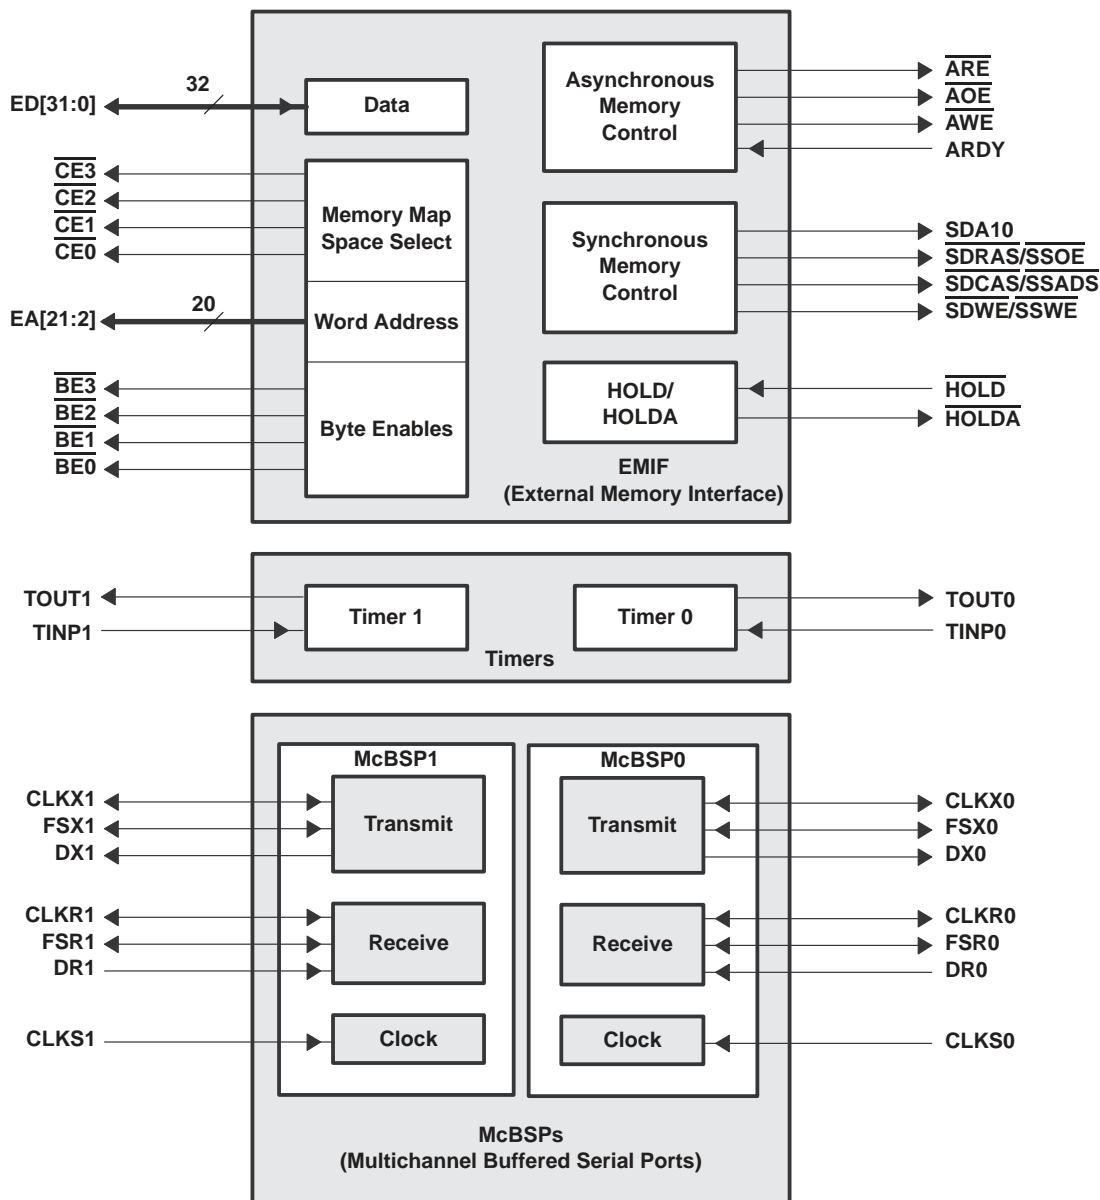 32
ED[31:0]
Data
CE3
CE2
CE1
CE0
Memory Map
Space Select
20
EA[21:2]
Word Address
BE3
BE2
BE1
BE0
Byte Enables
Asynchronous
Memory
Control
ARE
AOE
AWE
ARDY
Synchronous
Memory
Control
SDA10
SDRAS/SSOE
SDCAS/SSADS
SDWE/SSWE
HOLD/
HOLDA
HOLD
HOLDA
EMIF
(External Memory Interface)
TOUT1
TINP1
Timer 1
Timer 0
TOUT0
TINP0
Timers
McBSP1
CLKX1
FSX1
DX1
Transmit
CLKR1
FSR1
DR1
Receive
CLKS1
Clock
McBSP0
Transmit
CLKX0
FSX0
DX0
Receive
CLKR0
FSR0
DR0
Clock
CLKS0
McBSPs
(Multichannel Buffered Serial Ports)